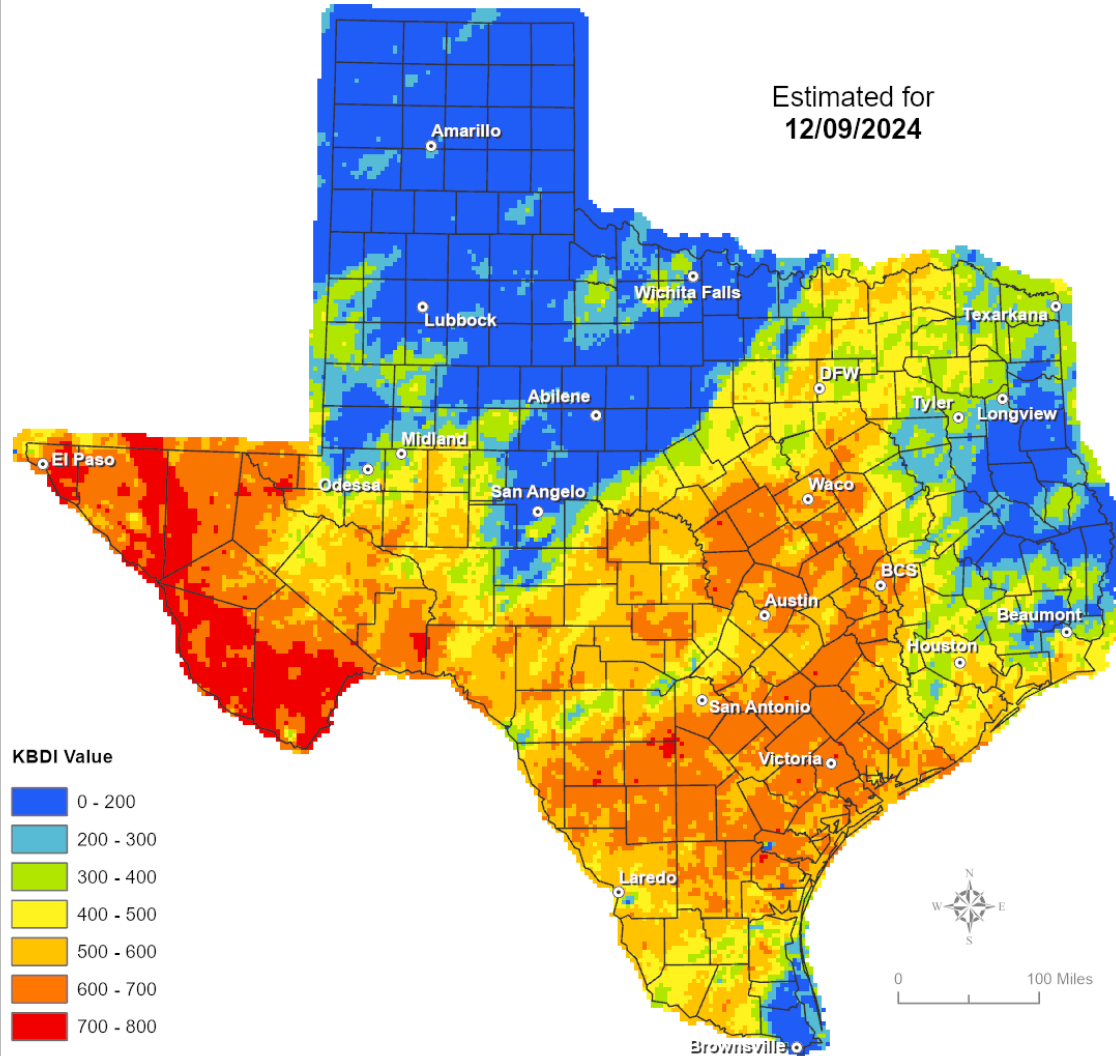 Estimated for
12/09/2024
Amarillo
Wichita Falls
Lubbock
Texarkana
DFW
Abilene
Tyler
Longview
Midland
El Paso
Odessa
San Angelo
Waco
BCS
Austin
Beaumont
Houston
San Antonio
Victoria
Laredo
Brownsville
KBDI Value
0 - 200
200 - 300
300 - 400
400 - 500
500 - 600
600 - 700
700 - 800
N
W E
S
0 100 Miles